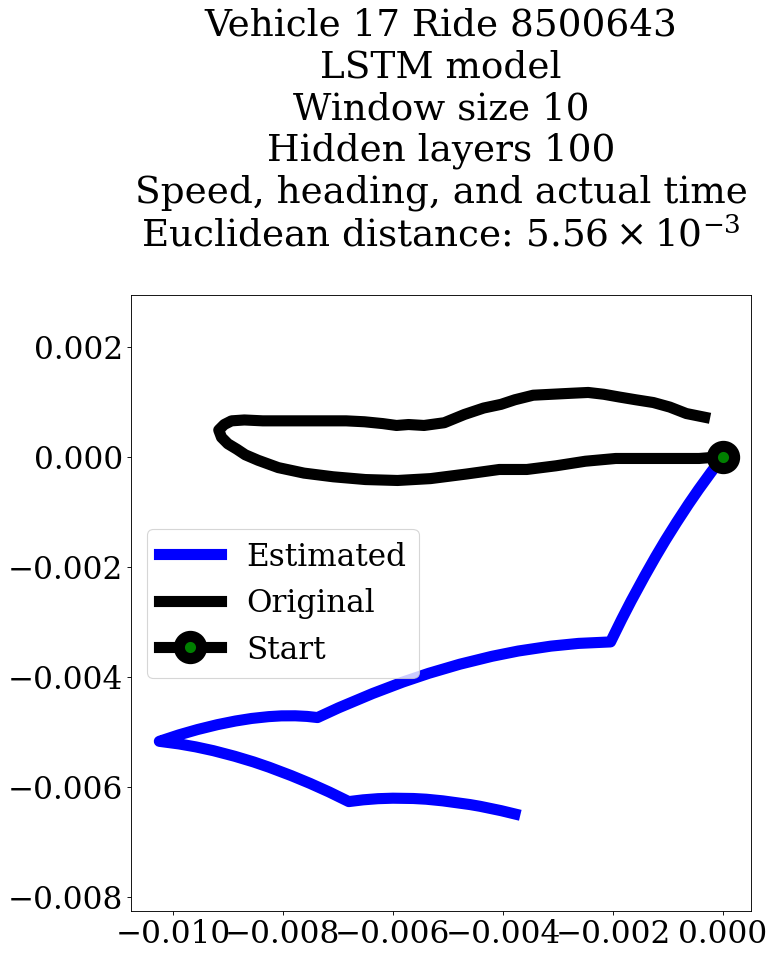 Vehicle 17 Ride 8500643
LSTM model
Window size 10
Hidden layers 100
Speed, heading, and actual time
Euclidean distance: 5.56 × 10⁻³
0.002
0.000
−0.002
−0.004
−0.006
−0.008
Estimated
Original
Start
−0.010 −0.008 −0.006 −0.004 −0.002 0.000